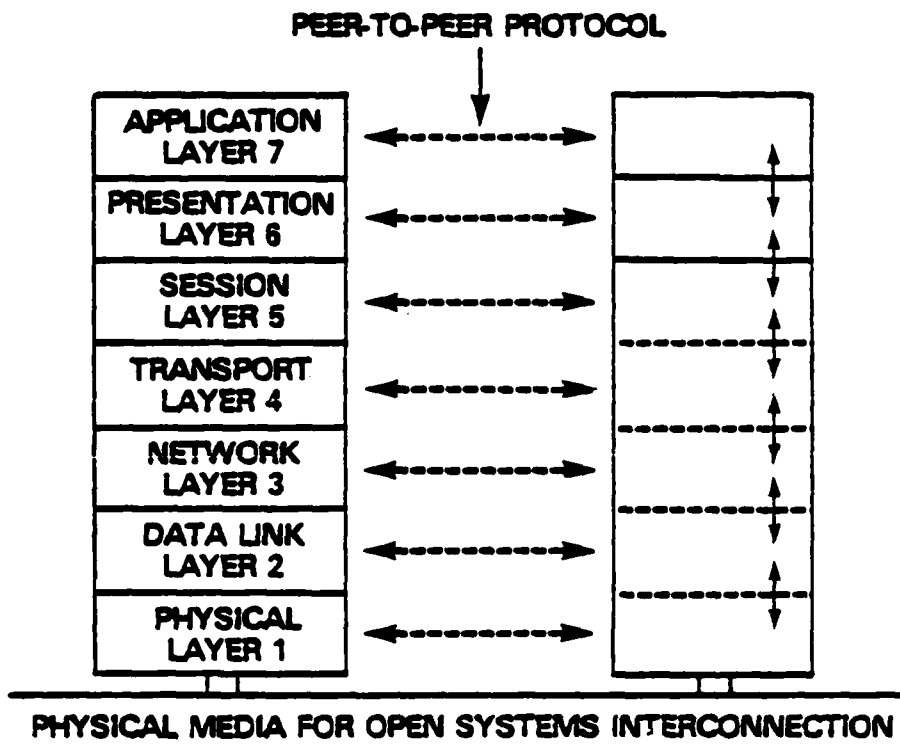 PEER-TO-PEER PROTOCOL
APPLICATION
LAYER 7
PRESENTATION
LAYER 6
SESSION
LAYER 5
TRANSPORT
LAYER 4
NETWORK
LAYER 3
DATA LINK
LAYER 2
PHYSICAL
LAYER 1
PHYSICAL MEDIA FOR OPEN SYSTEMS INTERCONNECTION